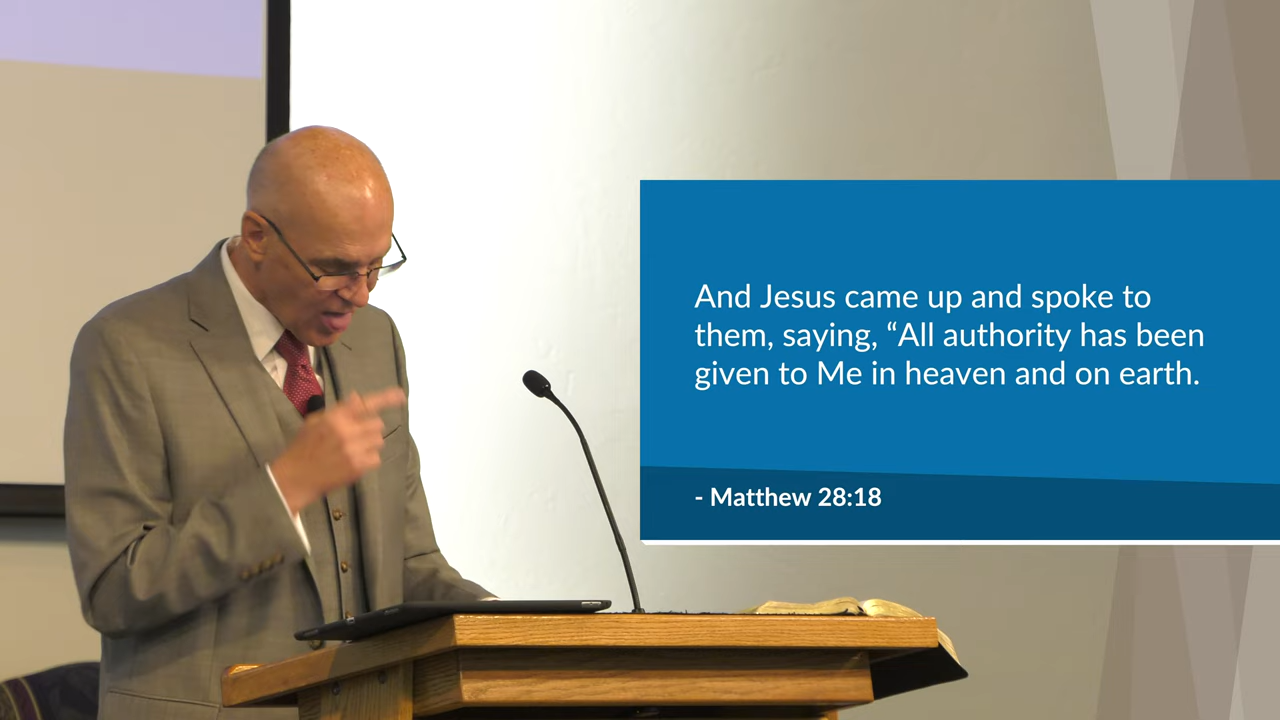 And Jesus came up and spoke to
them, saying, “All authority has been
given to Me in heaven and on earth.
- Matthew 28:18